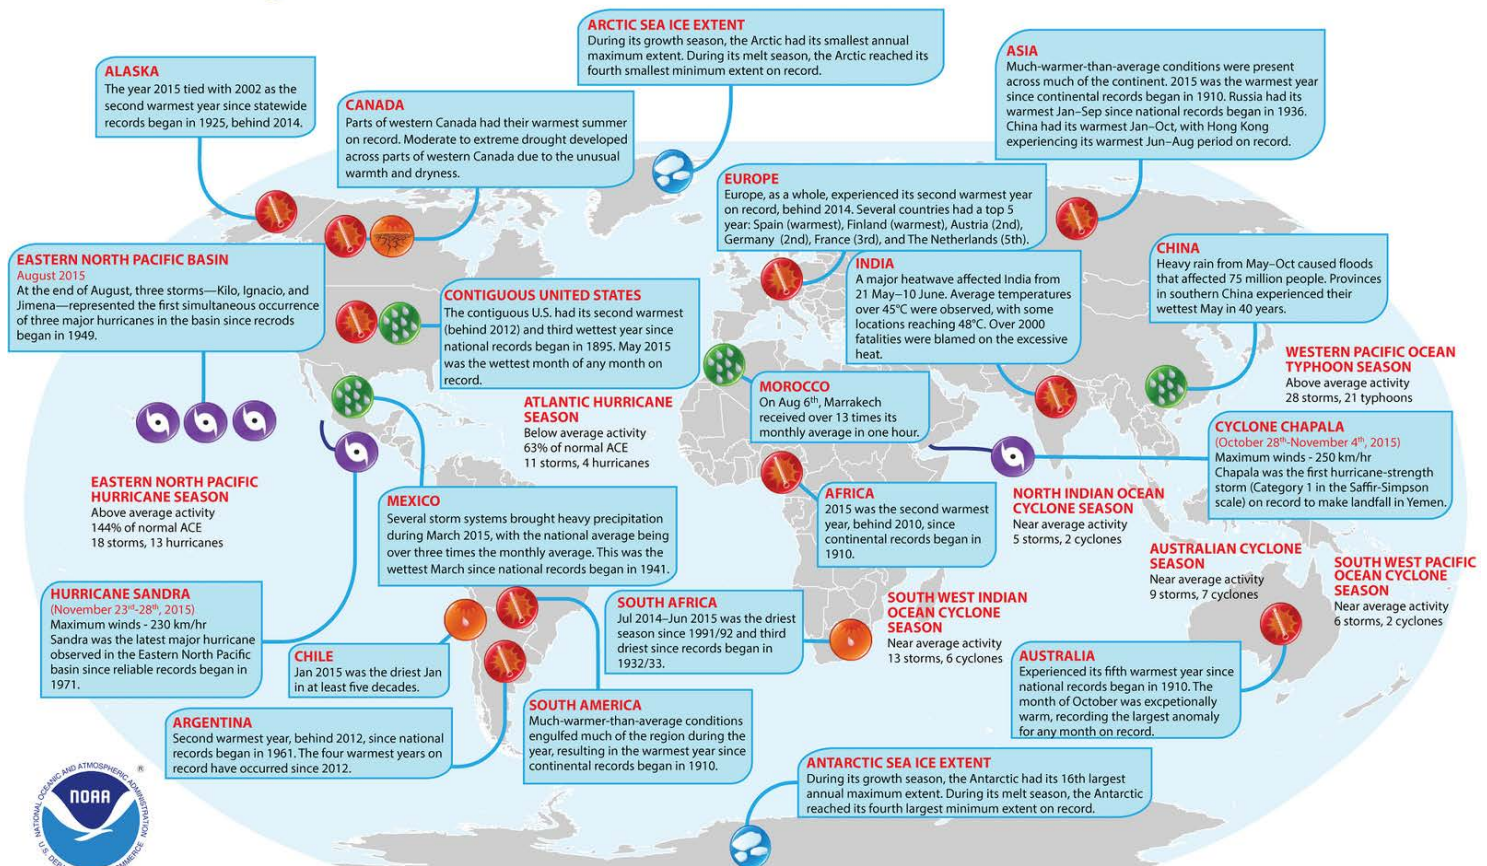 ARCTIC SEA ICE EXTENT
During its growth season, the Arctic had its smallest annual
maximum extent. During its melt season, the Arctic reached its
fourth smallest minimum extent on record.
ALASKA
The year 2015 tied with 2002 as the
second warmest year since statewide
records began in 1925, behind 2014.
CANADA
Parts of western Canada had their warmest summer
on record. Moderate to extreme drought developed
across parts of western Canada due to the unusual
warmth and dryness.
ASIA
Much-warmer-than-average conditions were present
across much of the continent. 2015 was the warmest year
since continental records began in 1910. Russia had its
warmest Jan–Sep since national records began in 1936.
China had its warmest Jan–Oct, with Hong Kong
experiencing its warmest Jun–Aug period on record.
EUROPE
Europe, as a whole, experienced its second warmest year
on record, behind 2014. Several countries had a top 5
year: Spain (warmest), Finland (warmest), Austria (2nd),
Germany (2nd), France (3rd), and The Netherlands (5th).
EASTERN NORTH PACIFIC BASIN
August 2015
At the end of August, three storms—Kilo, Ignacio, and
Jimena—represented the first simultaneous occurrence
of three major hurricanes in the basin since recrods
began in 1949.
CONTIGUOUS UNITED STATES
The contiguous U.S. had its second warmest
(behind 2012) and third wettest year since
national records began in 1895. May 2015
was the wettest month of any month on
record.
INDIA
A major heatwave affected India from
21 May–10 June. Average temperatures
over 45°C were observed, with some
locations reaching 48°C. Over 2000
fatalities were blamed on the excessive
heat.
CHINA
Heavy rain from May–Oct caused floods
that affected 75 million people. Provinces
in southern China experienced their
wettest May in 40 years.
WESTERN PACIFIC OCEAN
TYPHOON SEASON
Above average activity
28 storms, 21 typhoons
MOROCCO
On Aug 6th, Marrakech
received over 13 times its
monthly average in one hour.
ATLANTIC HURRICANE
SEASON
Below average activity
63% of normal ACE
11 storms, 4 hurricanes
CYCLONE CHAPALA
(October 28th-November 4th, 2015)
Maximum winds - 250 km/hr
Chapala was the first hurricane-strength
storm (Category 1 in the Saffir-Simpson
scale) on record to make landfall in Yemen.
EASTERN NORTH PACIFIC
HURRICANE SEASON
Above average activity
144% of normal ACE
18 storms, 13 hurricanes
MEXICO
Several storm systems brought heavy precipitation
during March 2015, with the national average being
over three times the monthly average. This was the
wettest March since national records began in 1941.
AFRICA
2015 was the second warmest
year, behind 2010, since
continental records began in
1910.
NORTH INDIAN OCEAN
CYCLONE SEASON
Near average activity
5 storms, 2 cyclones
AUSTRALIAN CYCLONE
SEASON
Near average activity
9 storms, 7 cyclones
SOUTH WEST PACIFIC
OCEAN CYCLONE
SEASON
Near average activity
6 storms, 2 cyclones
HURRICANE SANDRA
(November 23rd-28th, 2015)
Maximum winds - 230 km/hr
Sandra was the latest major hurricane
observed in the Eastern North Pacific
basin since reliable records began in
1971.
CHILE
Jan 2015 was the driest Jan
in at least five decades.
SOUTH AFRICA
Jul 2014–Jun 2015 was the driest
season since 1991/92 and third
driest since records began in
1932/33.
SOUTH WEST INDIAN
OCEAN CYCLONE
SEASON
Near average activity
13 storms, 6 cyclones
AUSTRALIA
Experienced its fifth warmest year since
national records began in 1910. The
month of October was excpetionally
warm, recording the largest anomaly
for any month on record.
ARGENTINA
Second warmest year, behind 2012, since national
records began in 1961. The four warmest years on
record have occurred since 2012.
SOUTH AMERICA
Much-warmer-than-average conditions
engulfed much of the region during the
year, resulting in the warmest year since
continental records began in 1910.
ANTARCTIC SEA ICE EXTENT
During its growth season, the Antarctic had its 16th largest
annual maximum extent. During its melt season, the Antarctic
reached its fourth largest minimum extent on record.
NATIONAL OCEANIC AND ATMOSPHERIC ADMINISTRATION
®
NOAA